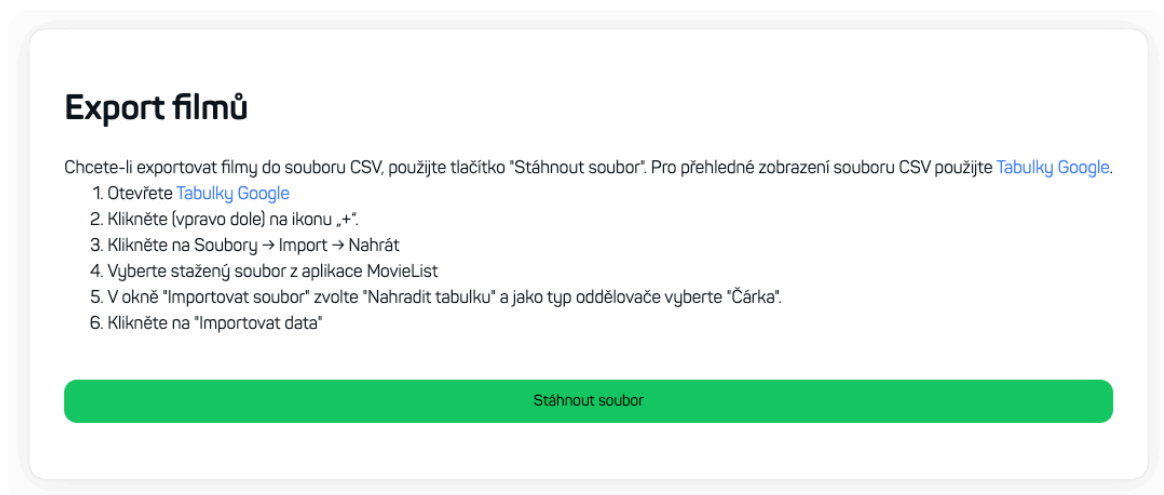 Export filmů
Chcete-li exportovat filmy do souboru CSV, použijte tlačítko "Stáhnout soubor". Pro přehledné zobrazení souboru CSV použijte Tabulky Google.
1. Otevřete Tabulky Google
2. Klikněte (vpravo dole) na ikonu „+“.
3. Klikněte na Soubory → Import → Nahrát
4. Vyberte stažený soubor z aplikace MovieList
5. V okně "Importovat soubor" zvolte "Nahradit tabulku" a jako typ oddělovače vyberte "Čárka".
6. Klikněte na "Importovat data"
Stáhnout soubor